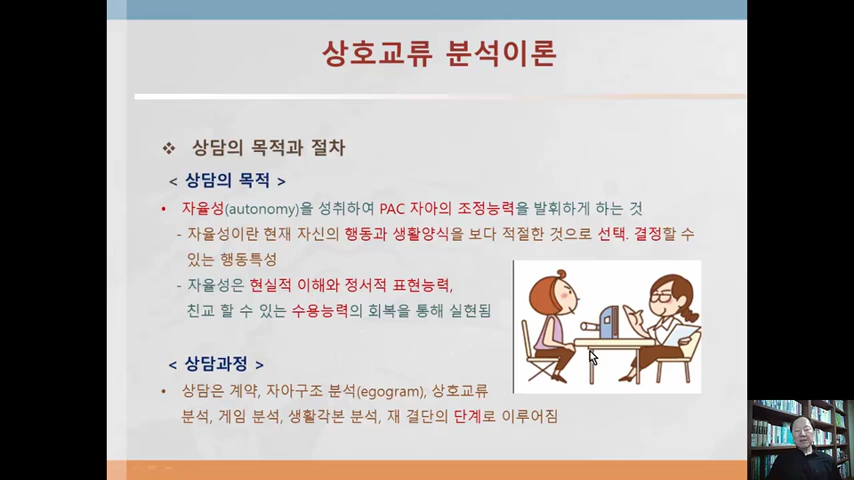 상호교류 분석이론
❖ 상담의 목적과 절차
< 상담의 목적 >
• 자율성(autonomy)을 성취하여 PAC 자아의 조정능력을 발휘하게 하는 것
- 자율성이란 현재 자신의 행동과 생활양식을 보다 적절한 것으로 선택. 결정할 수
있는 행동특성
- 자율성은 현실적 이해와 정서적 표현능력,
친교 할 수 있는 수용능력의 회복을 통해 실현됨
< 상담과정 >
• 상담은 계약, 자아구조 분석(egogram), 상호교류
분석, 게임 분석, 생활각본 분석, 재 결단의 단계로 이루어짐